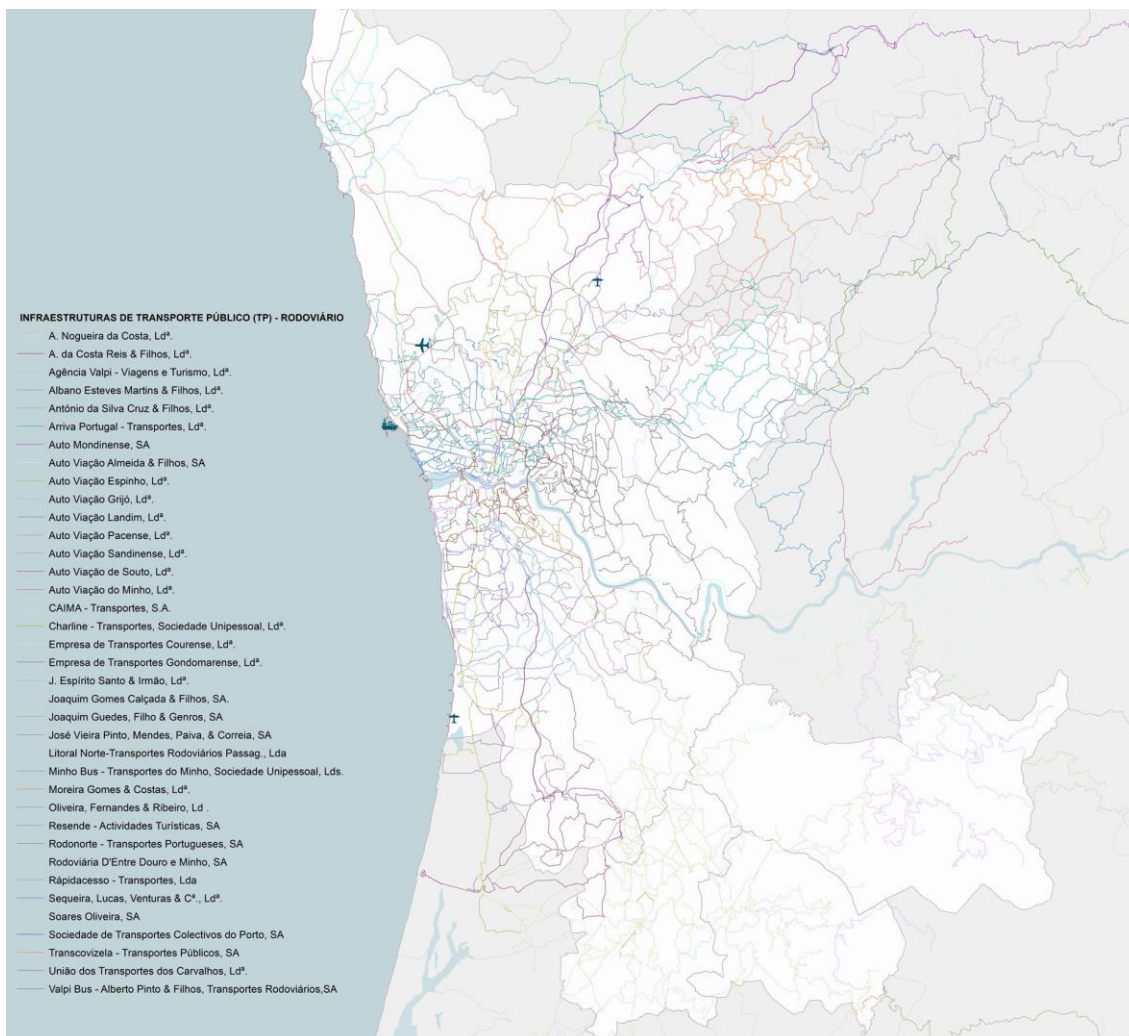 INFRAESTRUTURAS DE TRANSPORTE PÚBLICO (TP) - RODOVIÁRIO
A. Nogueira da Costa, Ldª.
A. da Costa Reis & Filhos, Ldª.
Agência Valpi - Viagens e Turismo, Ldª.
Albano Esteves Martins & Filhos, Ldª.
António da Silva Cruz & Filhos, Ldª.
Arriva Portugal - Transportes, Ldª.
Auto Mondinense, SA
Auto Viação Almeida & Filhos, SA
Auto Viação Espinho, Ldª.
Auto Viação Grijó, Ldª.
Auto Viação Landim, Ldª.
Auto Viação Pacense, Ldª.
Auto Viação Sandinense, Ldª.
Auto Viação de Souto, Ldª.
Auto Viação do Minho, Ldª.
CAIMA - Transportes, S.A.
Charline - Transportes, Sociedade Unipessoal, Ldª.
Empresa de Transportes Courense, Ldª.
Empresa de Transportes Gondomarense, Ldª.
J. Espírito Santo & Irmão, Ldª.
Joaquim Gomes Calçada & Filhos, SA.
Joaquim Guedes, Filho & Genros, SA
José Vieira Pinto, Mendes, Paiva, & Correia, SA
Litoral Norte-Transportes Rodoviários Passag., Lda
Minho Bus - Transportes do Minho, Sociedade Unipessoal, Lds.
Moreira Gomes & Costas, Ldª.
Oliveira, Fernandes & Ribeiro, Ld .
Resende - Actividades Turísticas, SA
Rodonorte - Transportes Portugueses, SA
Rodoviária D'Entre Douro e Minho, SA
Rápidacesso - Transportes, Lda
Sequeira, Lucas, Venturas & Cª., Ldª.
Soares Oliveira, SA
Sociedade de Transportes Colectivos do Porto, SA
Transcovizela - Transportes Públicos, SA
União dos Transportes dos Carvalhos, Ldª.
Valpi Bus - Alberto Pinto & Filhos, Transportes Rodoviários,SA